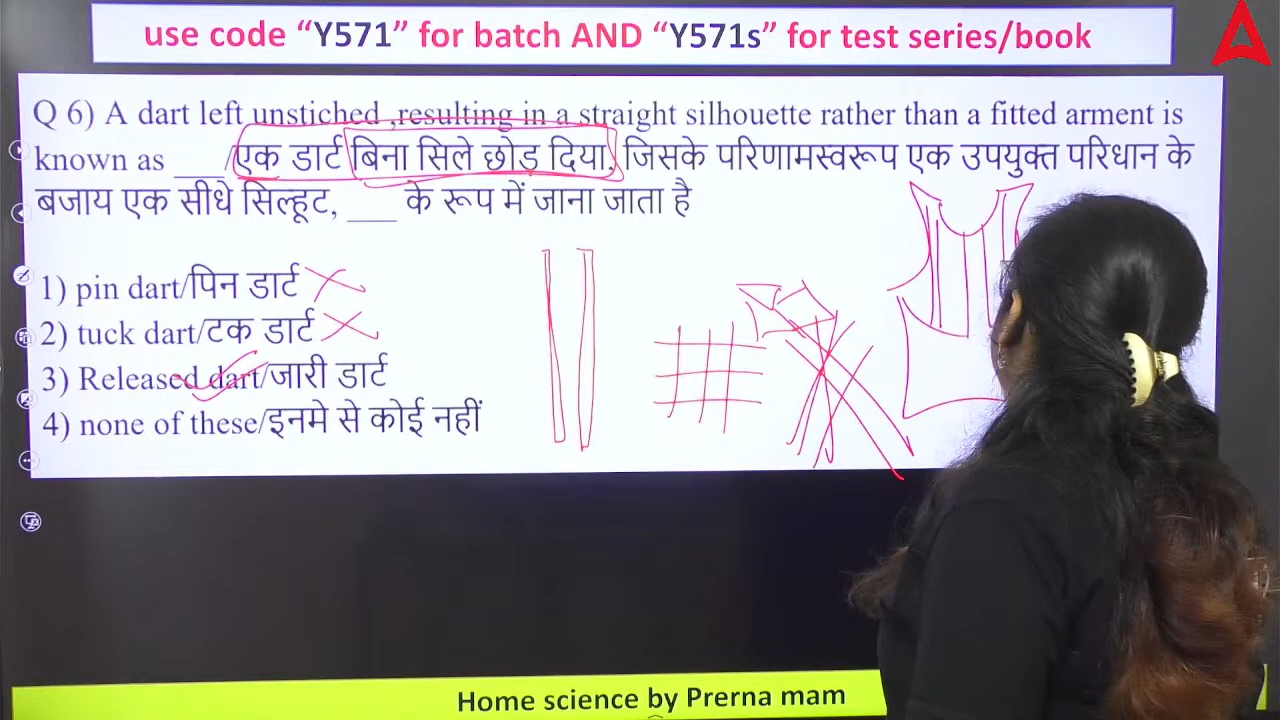 use code “Y571” for batch AND “Y571s” for test series/book
Q 6) A dart left unstiched ,resulting in a straight silhouette rather than a fitted arment is
known as ___ /एक डार्ट बिना सिले छोड़ दिया, जिसके परिणामस्वरूप एक उपयुक्त परिधान के
बजाय एक सीधे सिल्हूट, ___ के रूप में जाना जाता है
1) pin dart/पिन डार्ट
2) tuck dart/टक डार्ट
3) Released dart/जारी डार्ट
4) none of these/इनमे से कोई नहीं
Home science by Prerna mam